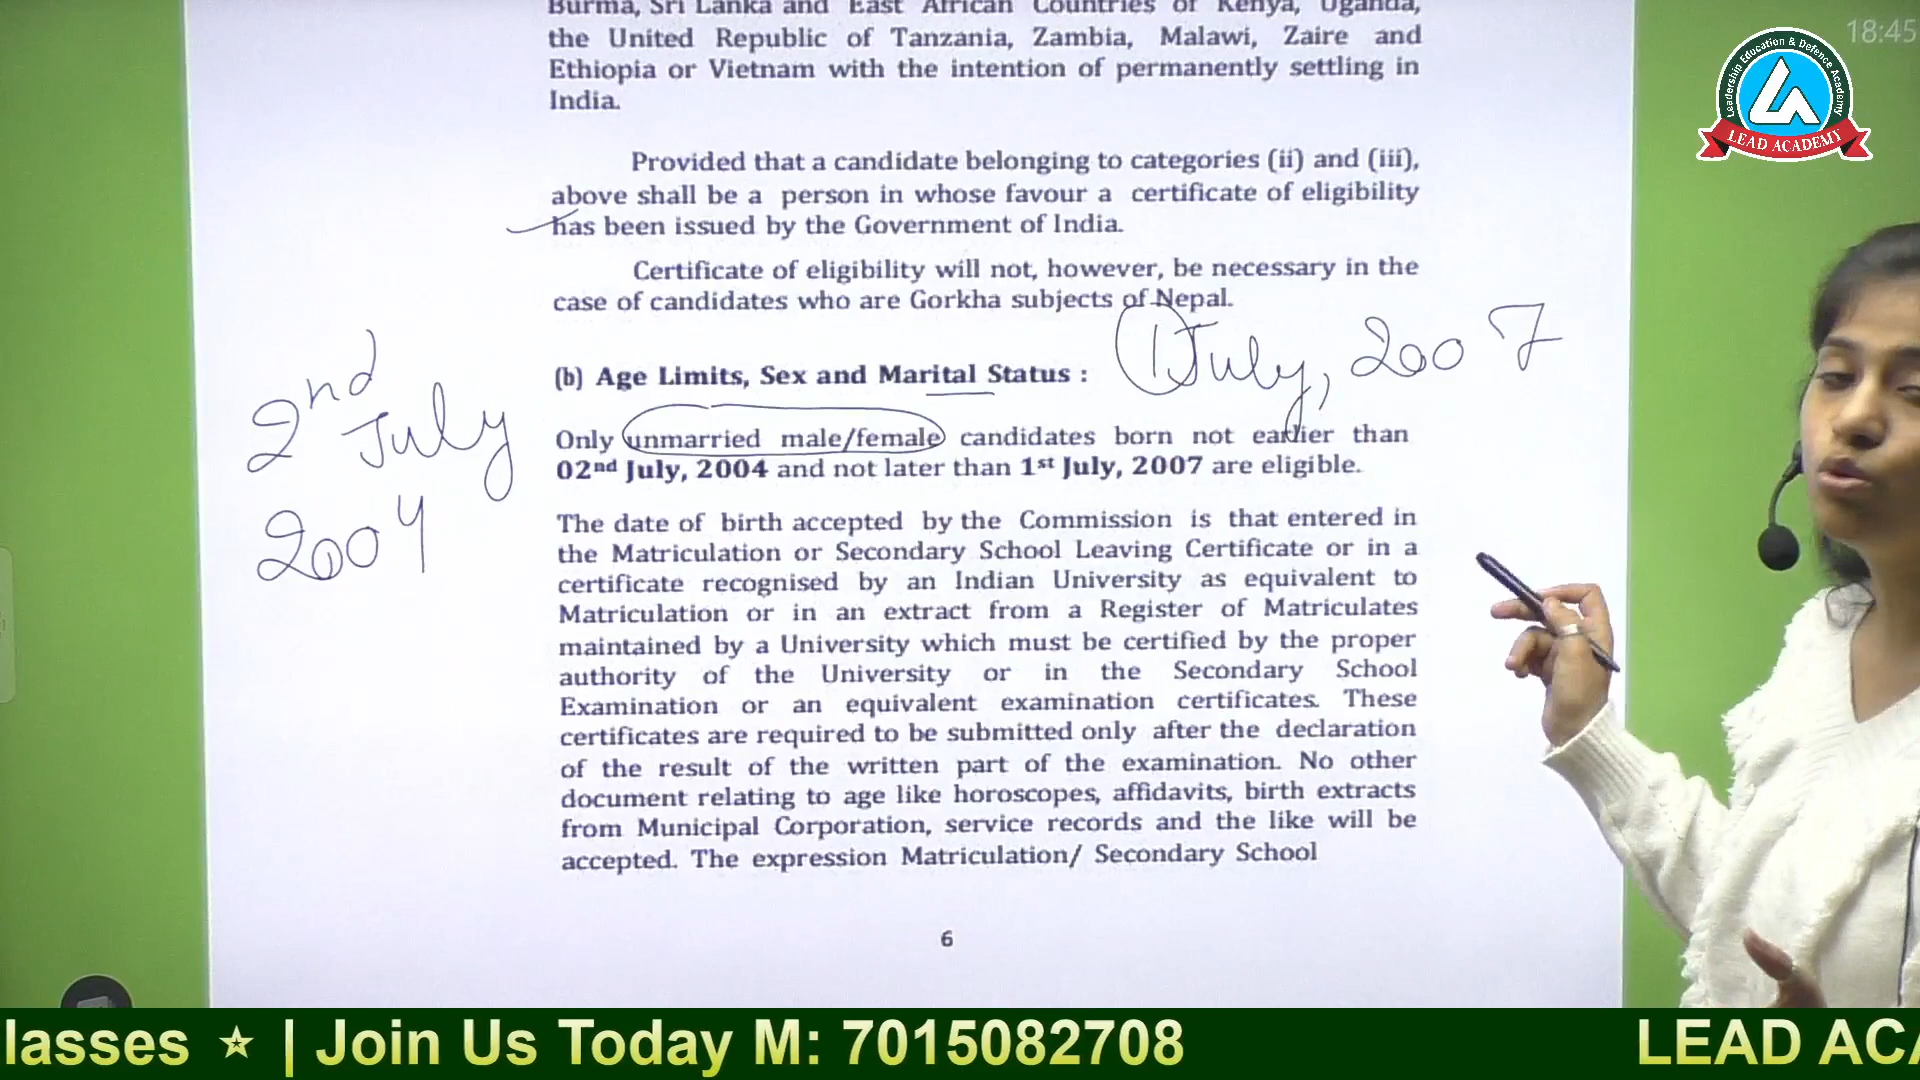 Burma, Sri Lanka and East African Countries of Kenya, Uganda,
the United Republic of Tanzania, Zambia, Malawi, Zaire and
Ethiopia or Vietnam with the intention of permanently settling in
India.
18:45
Leadership Education & Defence Academy
LEAD ACADEMY
Provided that a candidate belonging to categories (ii) and (iii),
above shall be a person in whose favour a certificate of eligibility
has been issued by the Government of India.
Certificate of eligibility will not, however, be necessary in the
case of candidates who are Gorkha subjects of Nepal.
1 July, 2007
(b) Age Limits, Sex and Marital Status :
2nd
July
2004
Only unmarried male/female candidates born not earlier than
02nd July, 2004 and not later than 1st July, 2007 are eligible.
The date of birth accepted by the Commission is that entered in
the Matriculation or Secondary School Leaving Certificate or in a
certificate recognised by an Indian University as equivalent to
Matriculation or in an extract from a Register of Matriculates
maintained by a University which must be certified by the proper
authority of the University or in the Secondary School
Examination or an equivalent examination certificates. These
certificates are required to be submitted only after the declaration
of the result of the written part of the examination. No other
document relating to age like horoscopes, affidavits, birth extracts
from Municipal Corporation, service records and the like will be
accepted. The expression Matriculation/ Secondary School
6
lasses ★ | Join Us Today M: 7015082708 LEAD ACA